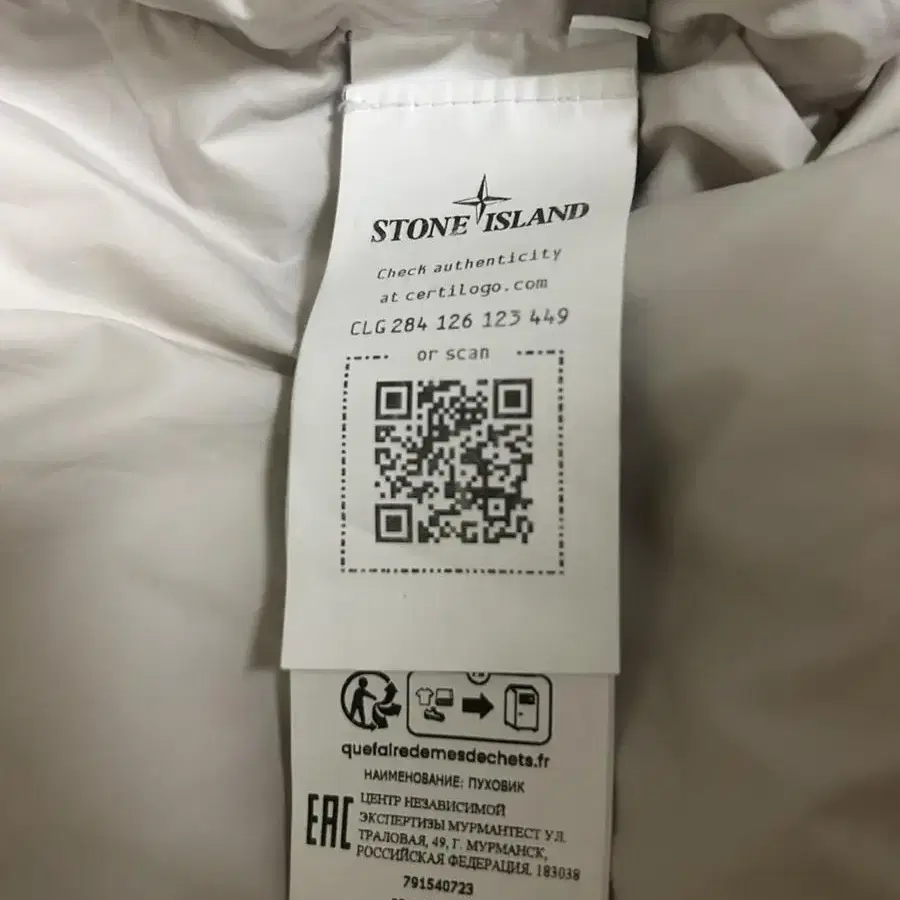 STONE ISLAND
Check authenticity
at certilogo.com
CLG 284 126 123 449
or scan
quefairedemesdechets.fr
НАИМЕНОВАНИЕ: ПУХОВИК
EAC
ЦЕНТР НЕЗАВИСИМОЙ
ЭКСПЕРТИЗЫ МУРМАНТЕСТ УЛ.
ТРАЛОВАЯ, 49, Г. МУРМАНСК,
РОССИЙСКАЯ ФЕДЕРАЦИЯ, 183038
791540723